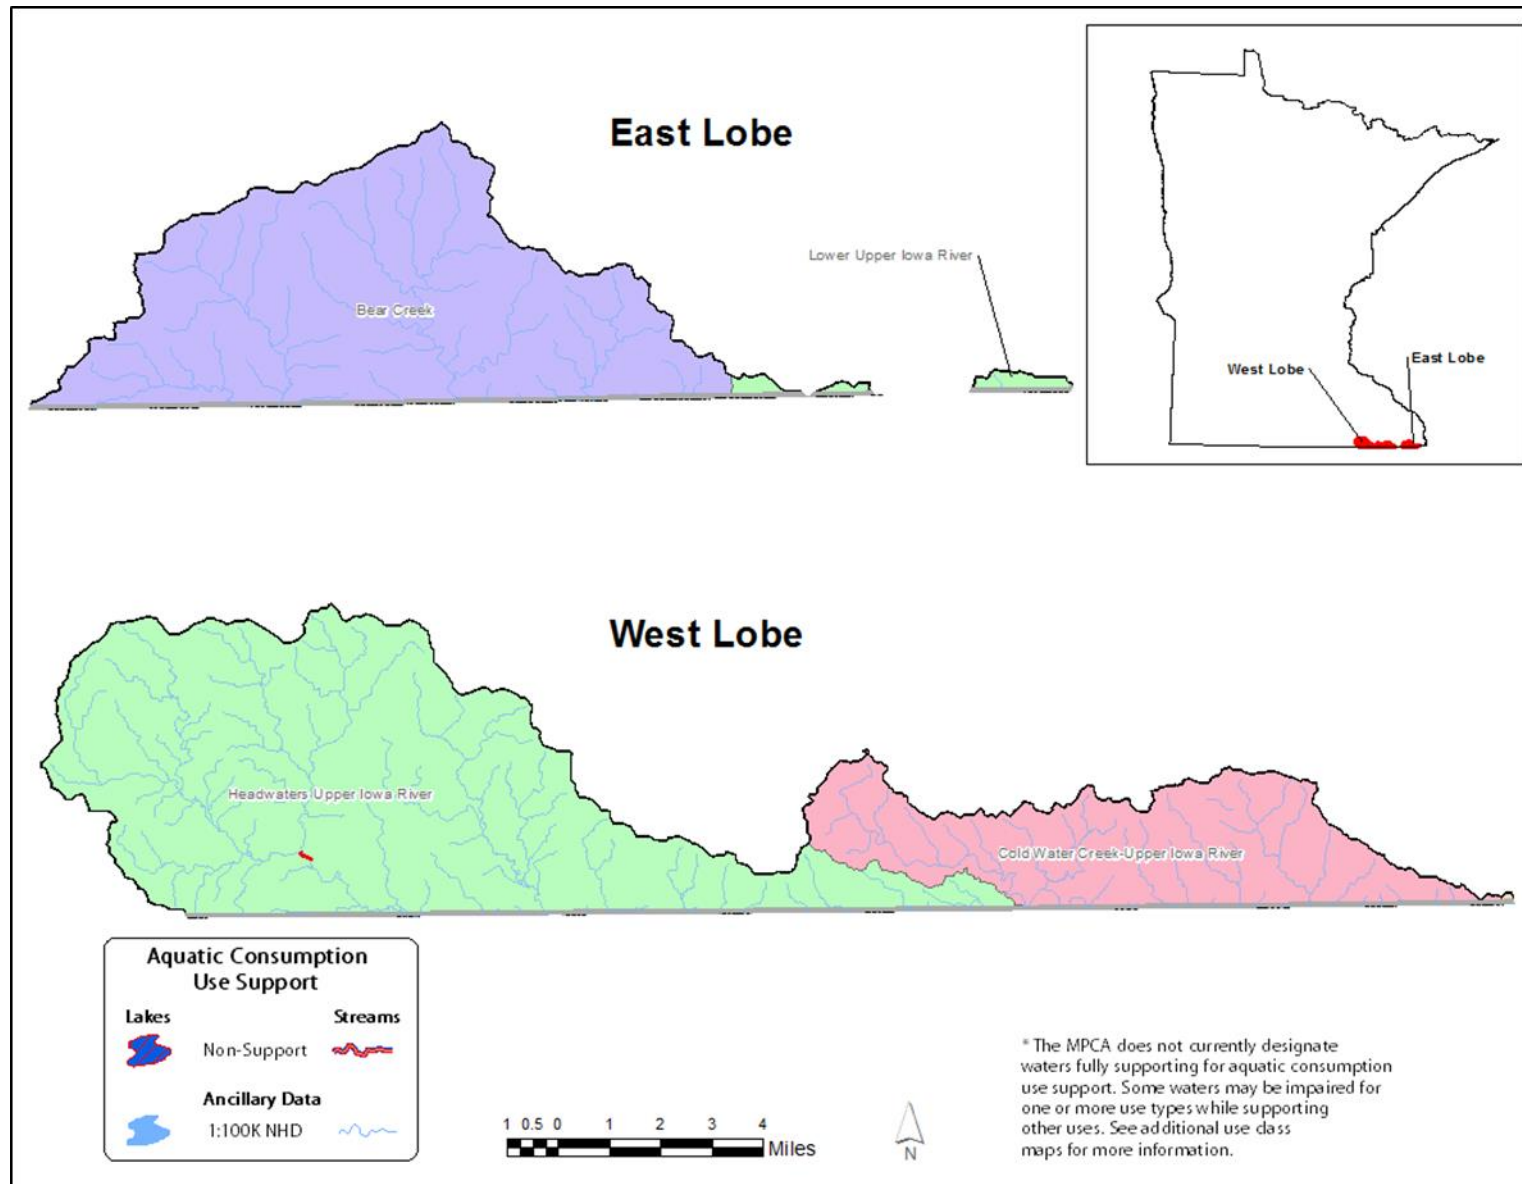 East Lobe
Lower Upper Iowa River
Bear Creek
West Lobe
East Lobe
West Lobe
Headwaters Upper Iowa River
Cold Water Creek-Upper Iowa River
Aquatic Consumption
Use Support
Lakes Streams
Non-Support
Ancillary Data
1:100K NHD
1 0.5 0 1 2 3 4
Miles
N
* The MPCA does not currently designate
waters fully supporting for aquatic consumption
use support. Some waters may be impaired for
one or more use types while supporting
other uses. See additional use class
maps for more information.